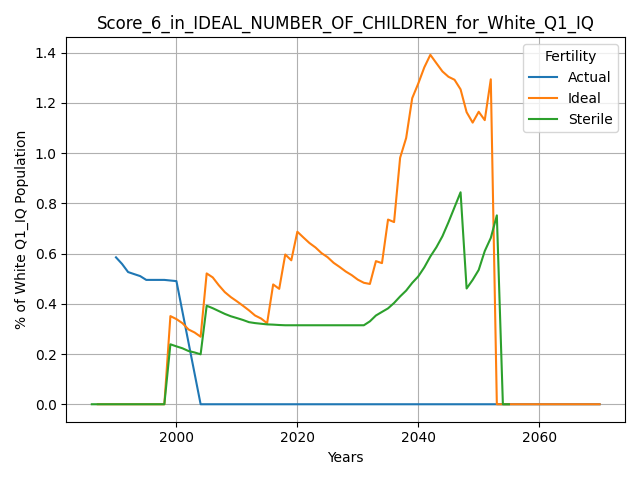 Score_6_in_IDEAL_NUMBER_OF_CHILDREN_for_White_Q1_IQ
Fertility
Actual
Ideal
Sterile
% of White Q1_IQ Population
1.4
1.2
1.0
0.8
0.6
0.4
0.2
0.0
2000 2020 2040 2060
Years